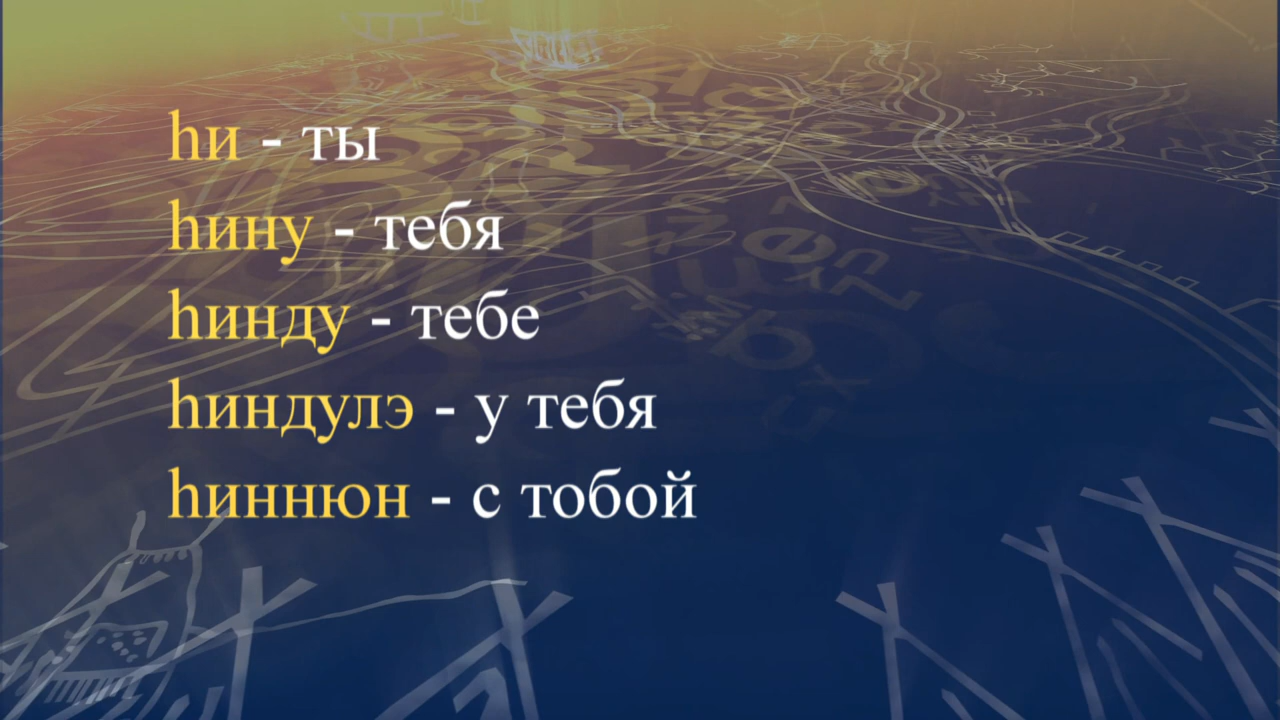 һи - ты
һину - тебя
һинду - тебе
һиндулэ - у тебя
һиннюн - с тобой